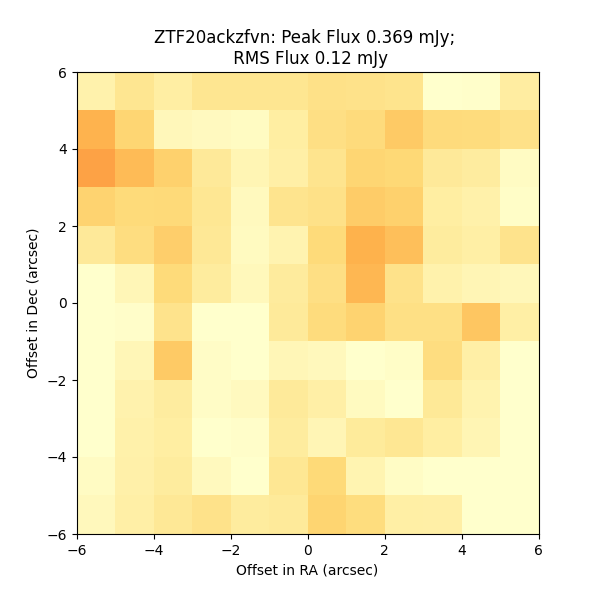 ZTF20ackzfvn: Peak Flux 0.369 mJy;
RMS Flux 0.12 mJy
6
4
2
0
−2
−4
−6
Offset in Dec (arcsec)
−6 −4 −2 0 2 4 6
Offset in RA (arcsec)